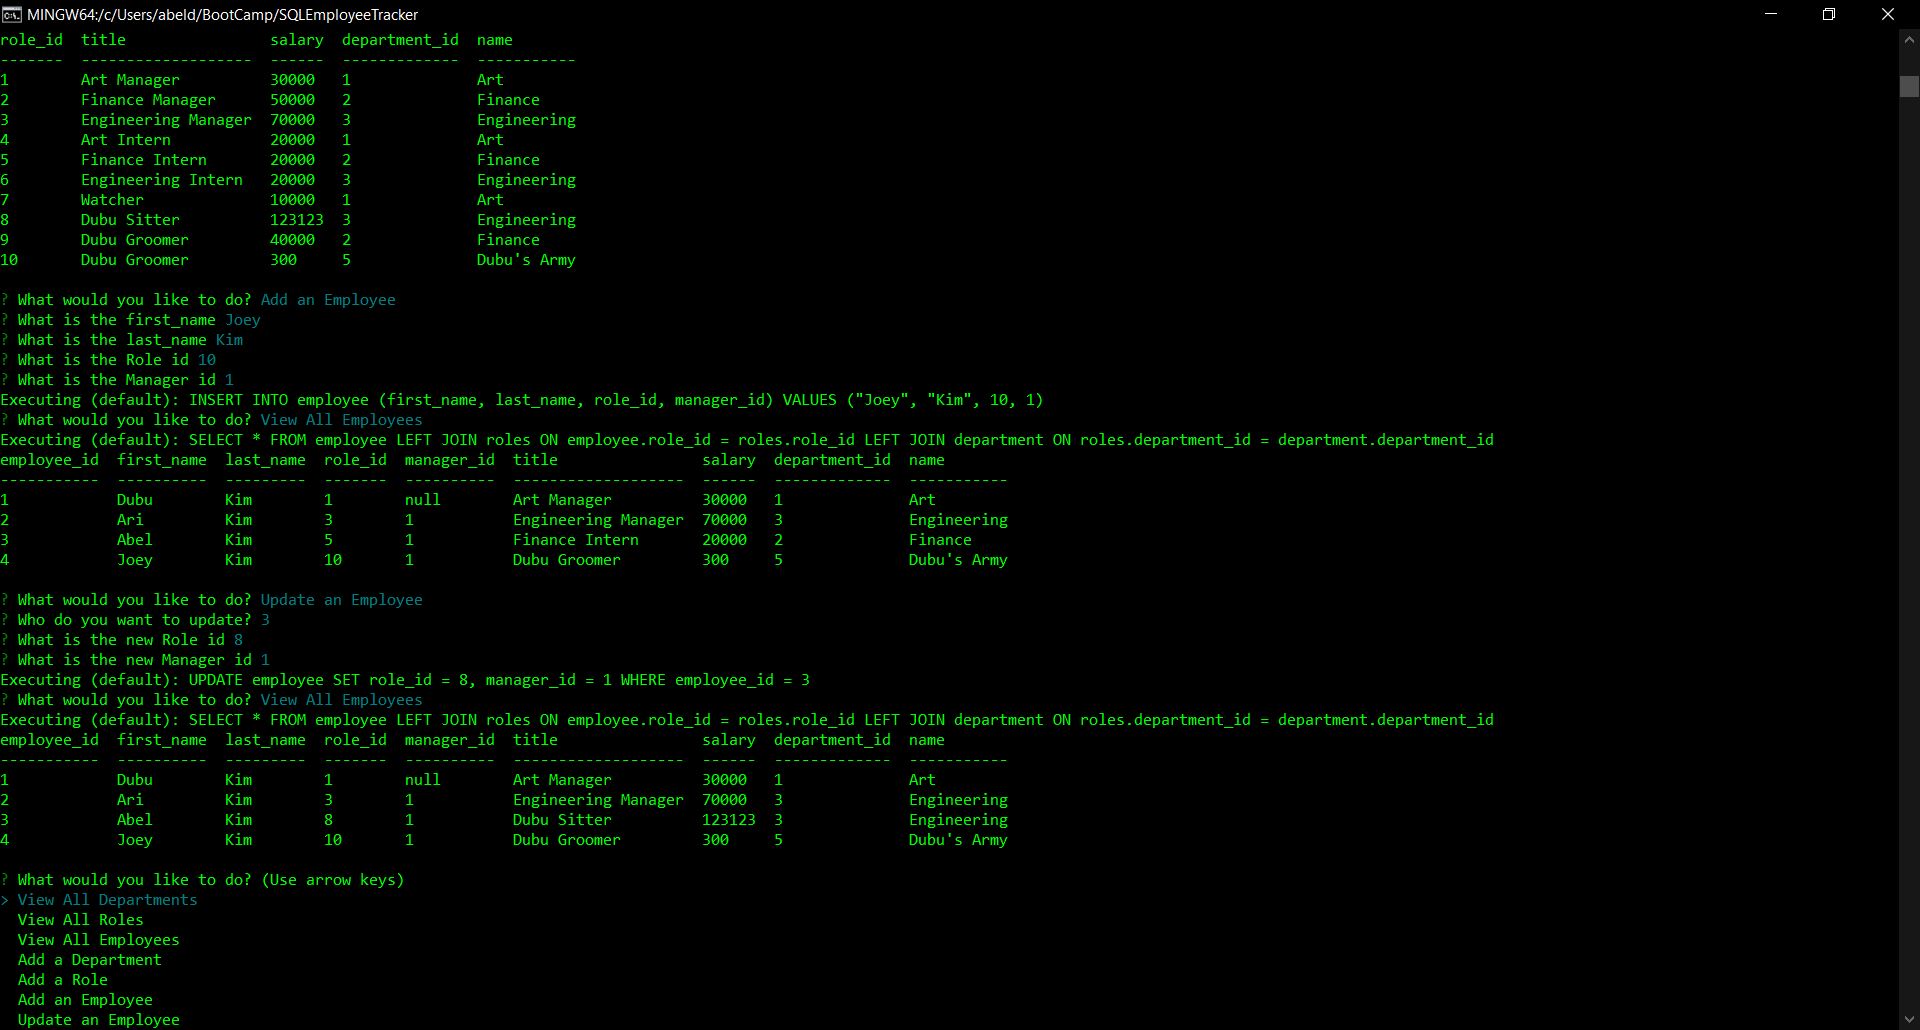 MINGW64:/c/Users/abeld/BootCamp/SQLEmployeeTracker
role_id  title                salary  department_id  name
-------  -------------------  ------  -------------  -----------
1        Art Manager          30000   1              Art
2        Finance Manager      50000   2              Finance
3        Engineering Manager  70000   3              Engineering
4        Art Intern           20000   1              Art
5        Finance Intern       20000   2              Finance
6        Engineering Intern   20000   3              Engineering
7        Watcher              10000   1              Art
8        Dubu Sitter          123123  3              Engineering
9        Dubu Groomer         40000   2              Finance
10       Dubu Groomer         300     5              Dubu's Army
? What would you like to do? Add an Employee
? What is the first_name Joey
? What is the last_name Kim
? What is the Role id 10
? What is the Manager id 1
Executing (default): INSERT INTO employee (first_name, last_name, role_id, manager_id) VALUES ("Joey", "Kim", 10, 1)
? What would you like to do? View All Employees
Executing (default): SELECT * FROM employee LEFT JOIN roles ON employee.role_id = roles.role_id LEFT JOIN department ON roles.department_id = department.department_id
employee_id  first_name  last_name  role_id  manager_id  title                salary  department_id  name
-----------  ----------  ---------  -------  ----------  -------------------  ------  -------------  -----------
1            Dubu        Kim        1        null        Art Manager          30000   1              Art
2            Ari         Kim        3        1           Engineering Manager  70000   3              Engineering
3            Abel        Kim        5        1           Finance Intern       20000   2              Finance
4            Joey        Kim        10       1           Dubu Groomer         300     5              Dubu's Army
? What would you like to do? Update an Employee
? Who do you want to update? 3
? What is the new Role id 8
? What is the new Manager id 1
Executing (default): UPDATE employee SET role_id = 8, manager_id = 1 WHERE employee_id = 3
? What would you like to do? View All Employees
Executing (default): SELECT * FROM employee LEFT JOIN roles ON employee.role_id = roles.role_id LEFT JOIN department ON roles.department_id = department.department_id
employee_id  first_name  last_name  role_id  manager_id  title                salary  department_id  name
-----------  ----------  ---------  -------  ----------  -------------------  ------  -------------  -----------
1            Dubu        Kim        1        null        Art Manager          30000   1              Art
2            Ari         Kim        3        1           Engineering Manager  70000   3              Engineering
3            Abel        Kim        8        1           Dubu Sitter          123123  3              Engineering
4            Joey        Kim        10       1           Dubu Groomer         300     5              Dubu's Army
? What would you like to do? (Use arrow keys)
> View All Departments
  View All Roles
  View All Employees
  Add a Department
  Add a Role
  Add an Employee
  Update an Employee